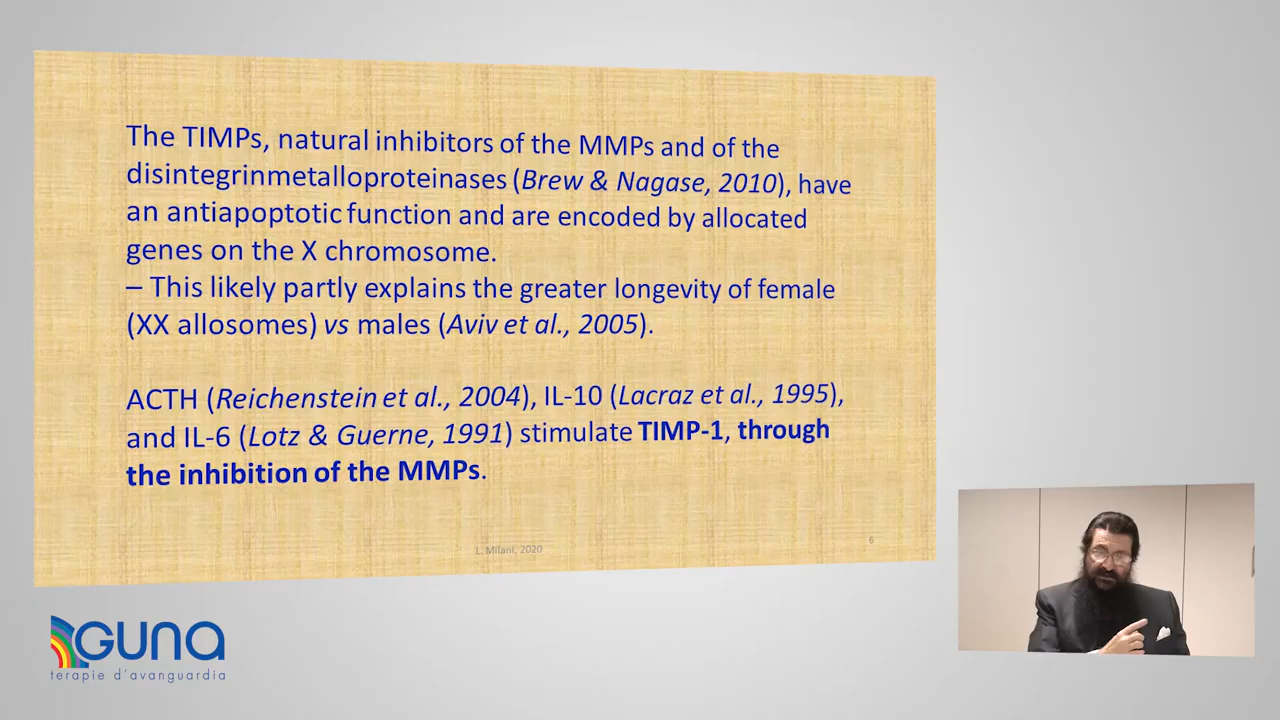 The TIMPs, natural inhibitors of the MMPs and of the
disintegrinmetalloproteinases (Brew & Nagase, 2010), have
an antiapoptotic function and are encoded by allocated
genes on the X chromosome.
– This likely partly explains the greater longevity of female
(XX allosomes) vs males (Aviv et al., 2005).
ACTH (Reichenstein et al., 2004), IL-10 (Lacraz et al., 1995),
and IL-6 (Lotz & Guerne, 1991) stimulate TIMP-1, through
the inhibition of the MMPs.
L. Milani, 2020
6
GUNA
terapie d'avanguardia